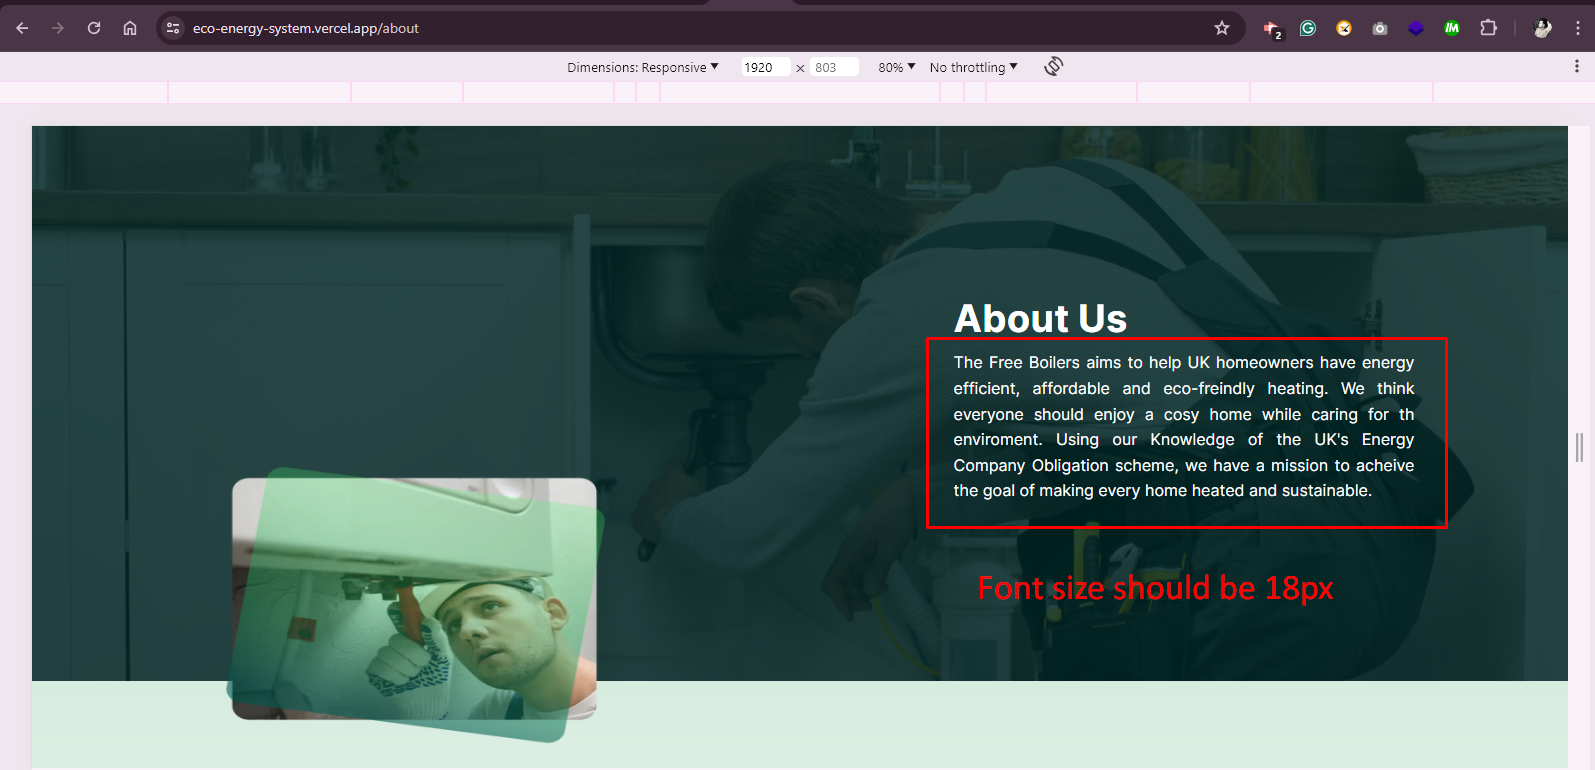 eco-energy-system.vercel.app/about
2
Dimensions: Responsive 1920 × 803 80% No throttling
About Us
The Free Boilers aims to help UK homeowners have energy
efficient, affordable and eco-freindly heating. We think
everyone should enjoy a cosy home while caring for th
enviroment. Using our Knowledge of the UK's Energy
Company Obligation scheme, we have a mission to acheive
the goal of making every home heated and sustainable.
Font size should be 18px